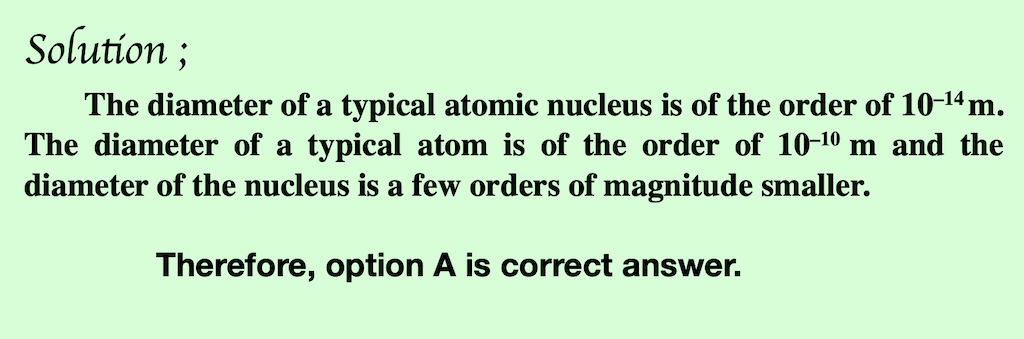 Solution ;
The diameter of a typical atomic nucleus is of the order of 10⁻¹⁴ m.
The diameter of a typical atom is of the order of 10⁻¹⁰ m and the
diameter of the nucleus is a few orders of magnitude smaller.
Therefore, option A is correct answer.